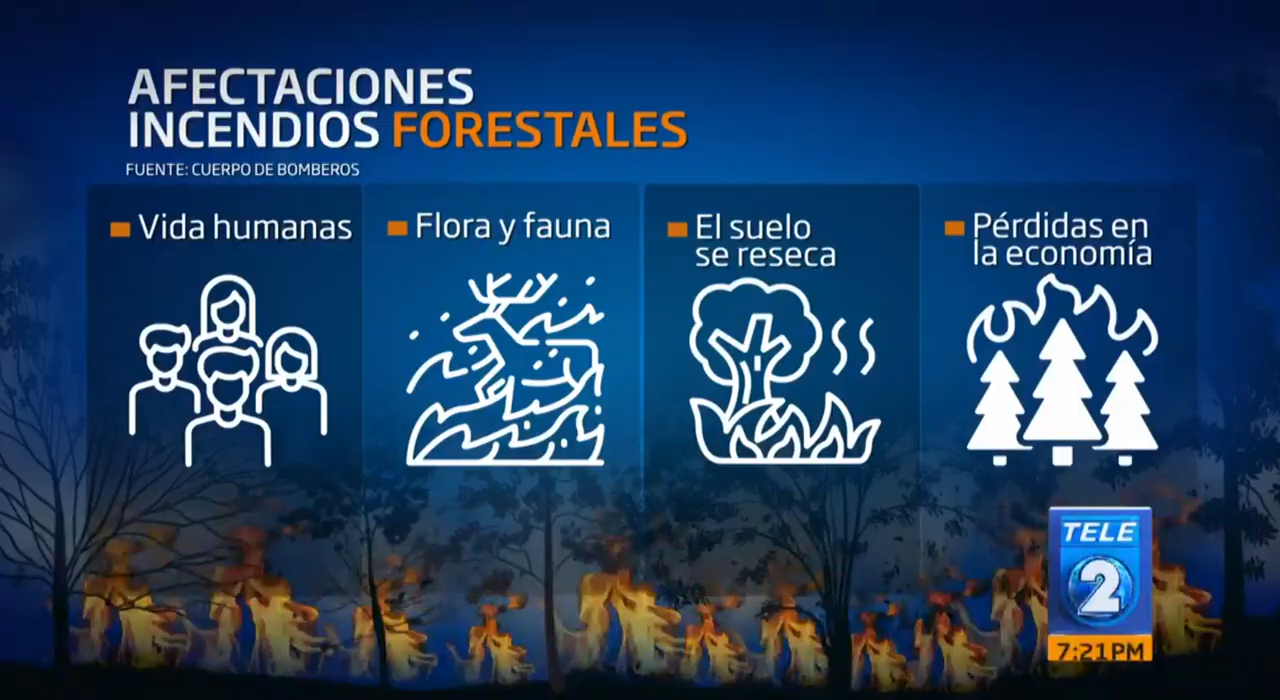 AFECTACIONES
INCENDIOS FORESTALES
FUENTE: CUERPO DE BOMBEROS
Vida humanas
Flora y fauna
El suelo
se reseca
Pérdidas en
la economía
TELE
2
7:21PM